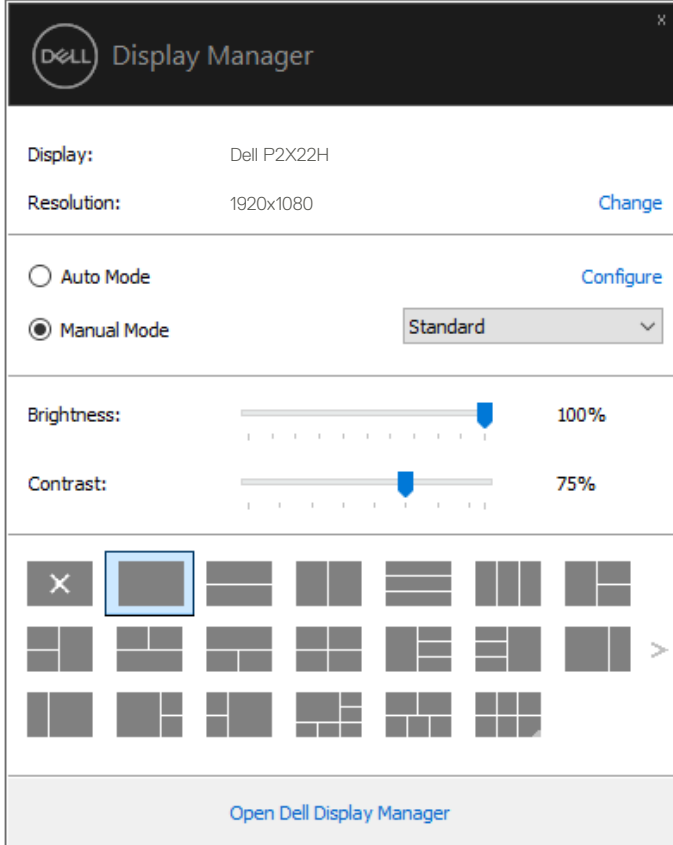 x
DELL Display Manager
Display: Dell P2X22H
Resolution: 1920x1080 Change
Auto Mode Configure
Manual Mode Standard
Brightness: 100%
Contrast: 75%
Open Dell Display Manager